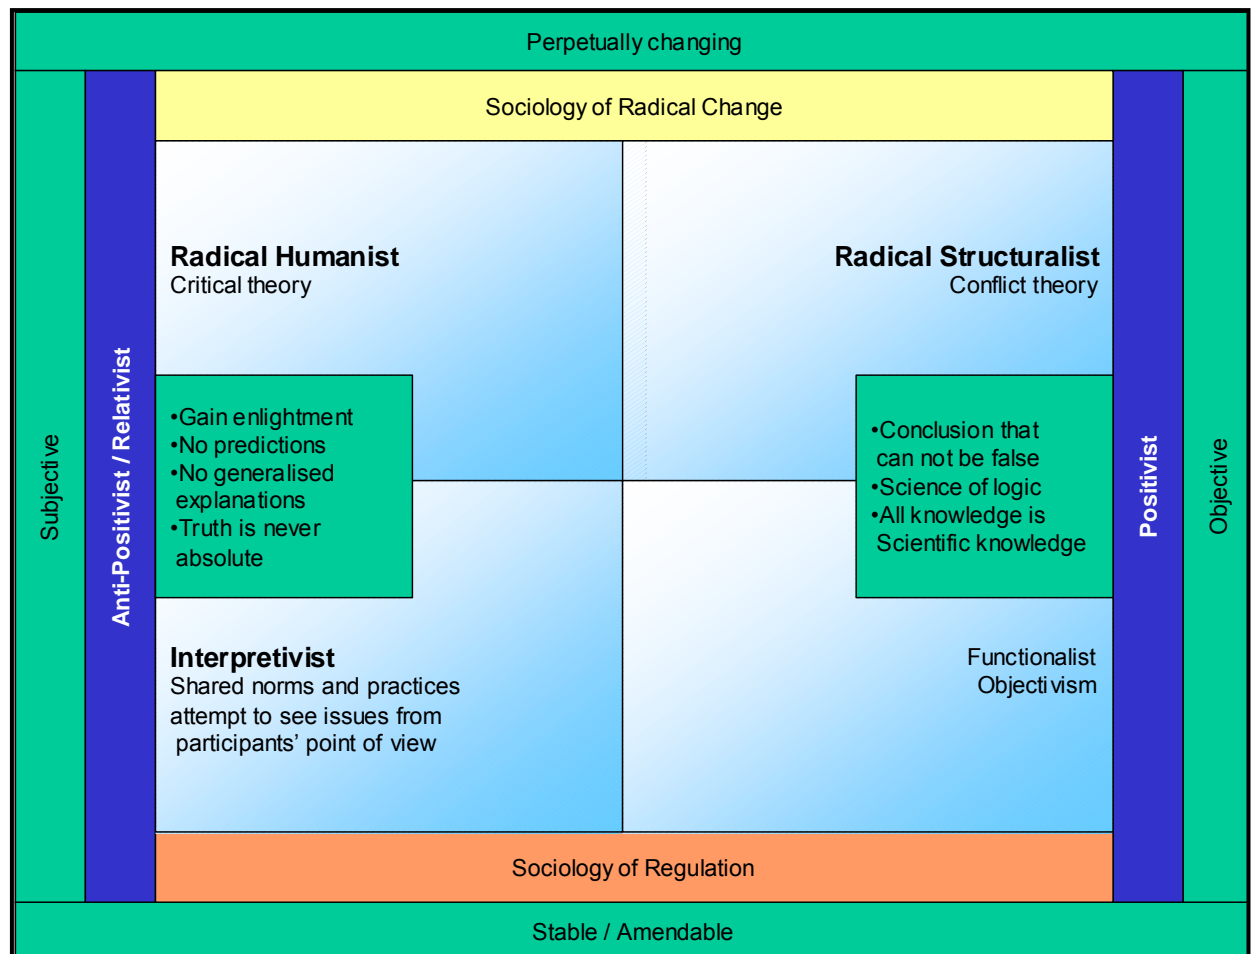 Perpetually changing
Sociology of Radical Change
Subjective
Anti-Positivist / Relativist
Radical Humanist
Critical theory
Radical Structuralist
Conflict theory
•Gain enlightment
•No predictions
•No generalised
explanations
•Truth is never
absolute
•Conclusion that
can not be false
•Science of logic
•All knowledge is
Scientific knowledge
Positivist
Objective
Interpretivist
Shared norms and practices
attempt to see issues from
participants’ point of view
Functionalist
Objectivism
Sociology of Regulation
Stable / Amendable